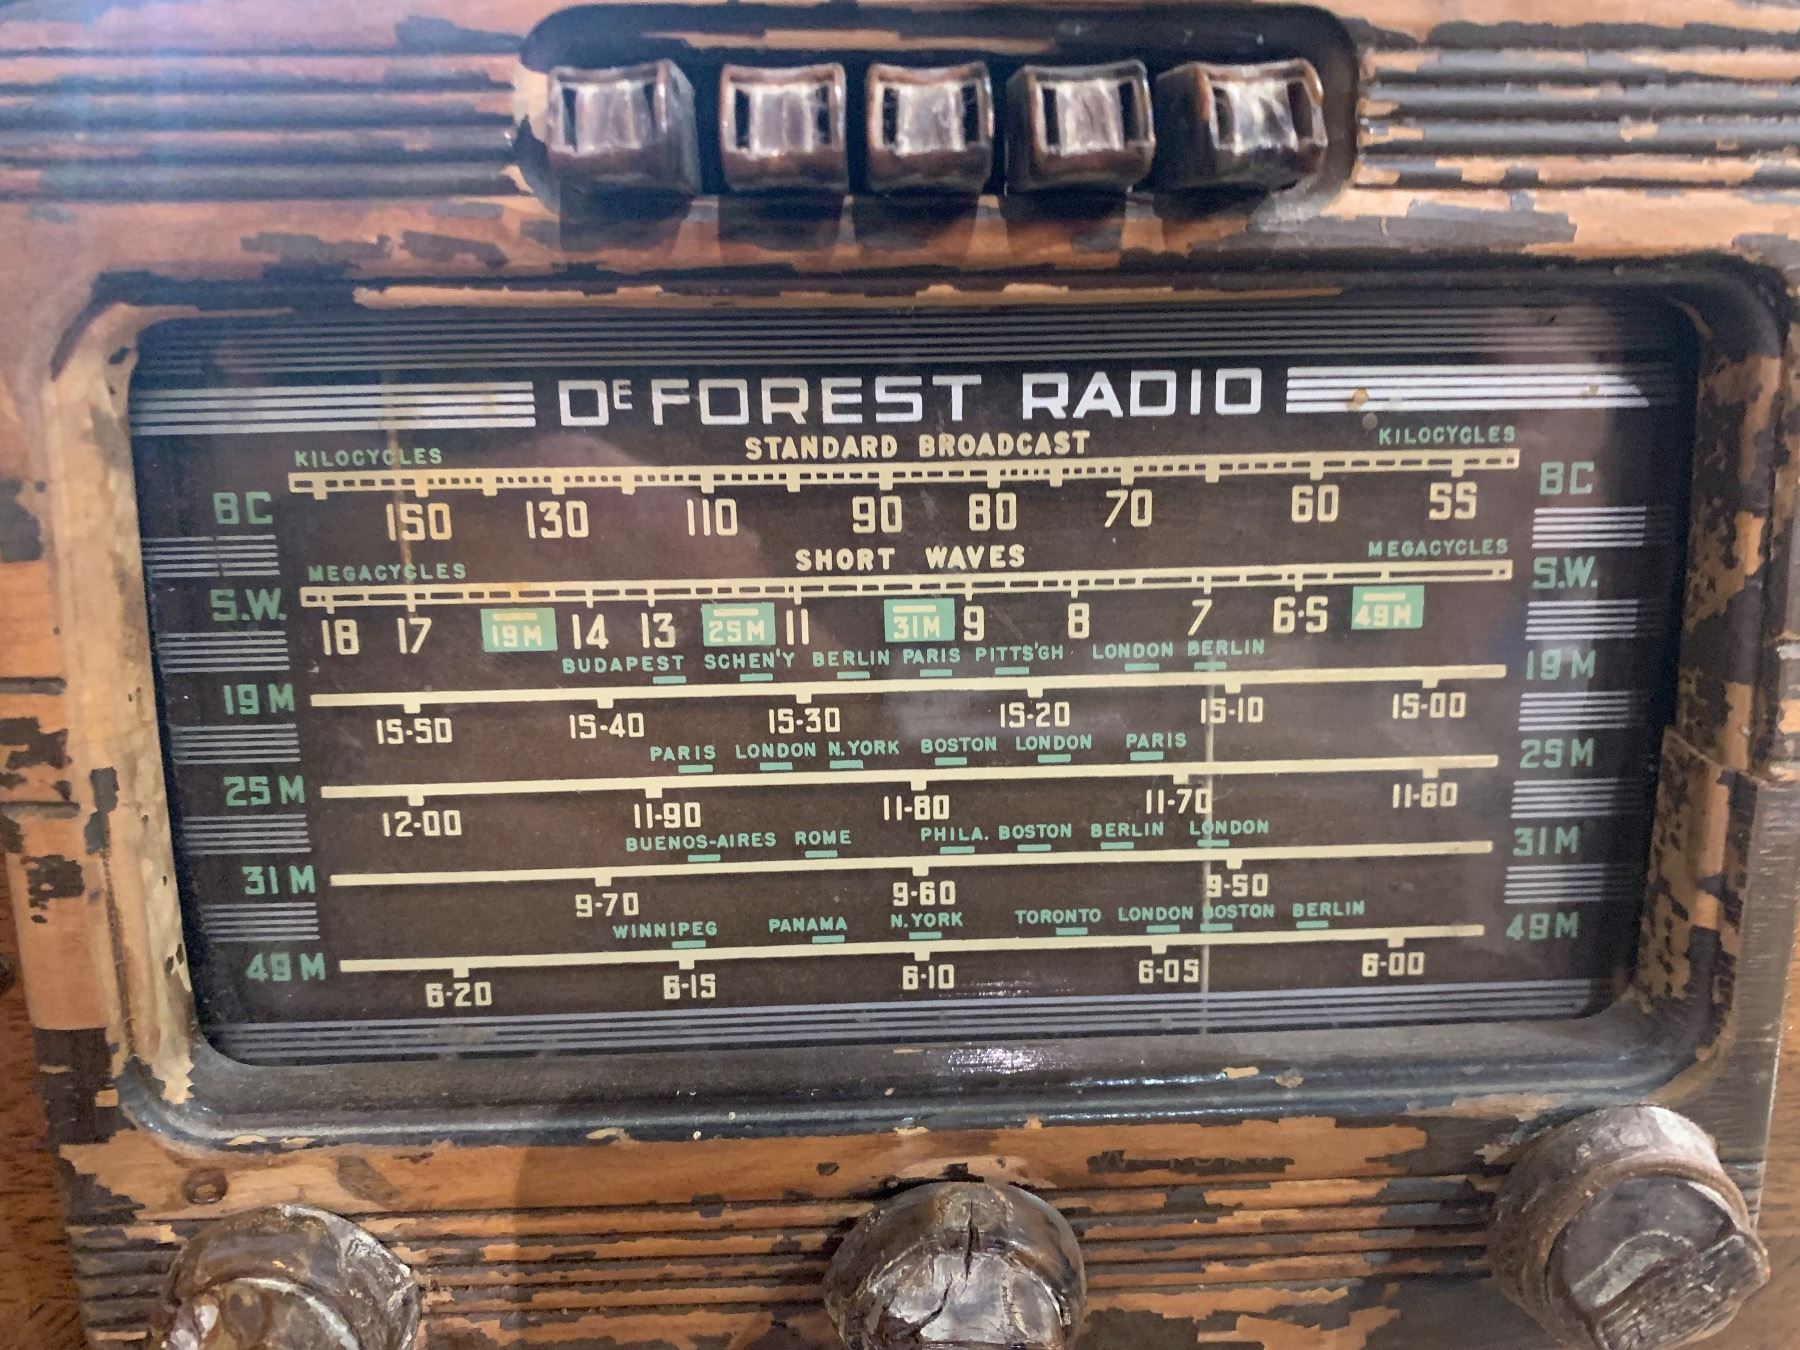 DE FOREST RADIO
STANDARD BROADCAST
KILOCYCLES KILOCYCLES
BC BC
150 130 110 90 80 70 60 55
SHORT WAVES
MEGACYCLES MEGACYCLES
S.W. S.W.
18 17 19M 14 13 25M 11 31M 9 8 7 6·5 49M
BUDAPEST SCHEN'Y BERLIN PARIS PITTS'GH LONDON BERLIN
19M 19M
15-50 15-40 15-30 15-20 15-10 15-00
PARIS LONDON N.YORK BOSTON LONDON PARIS
25M 25M
12-00 11-90 11-80 11-70 11-60
BUENOS-AIRES ROME PHILA. BOSTON BERLIN LONDON
31M 31M
9-70 9-60 9-50
WINNIPEG PANAMA N.YORK TORONTO LONDON BOSTON BERLIN
49M 49M
6-20 6-15 6-10 6-05 6-00